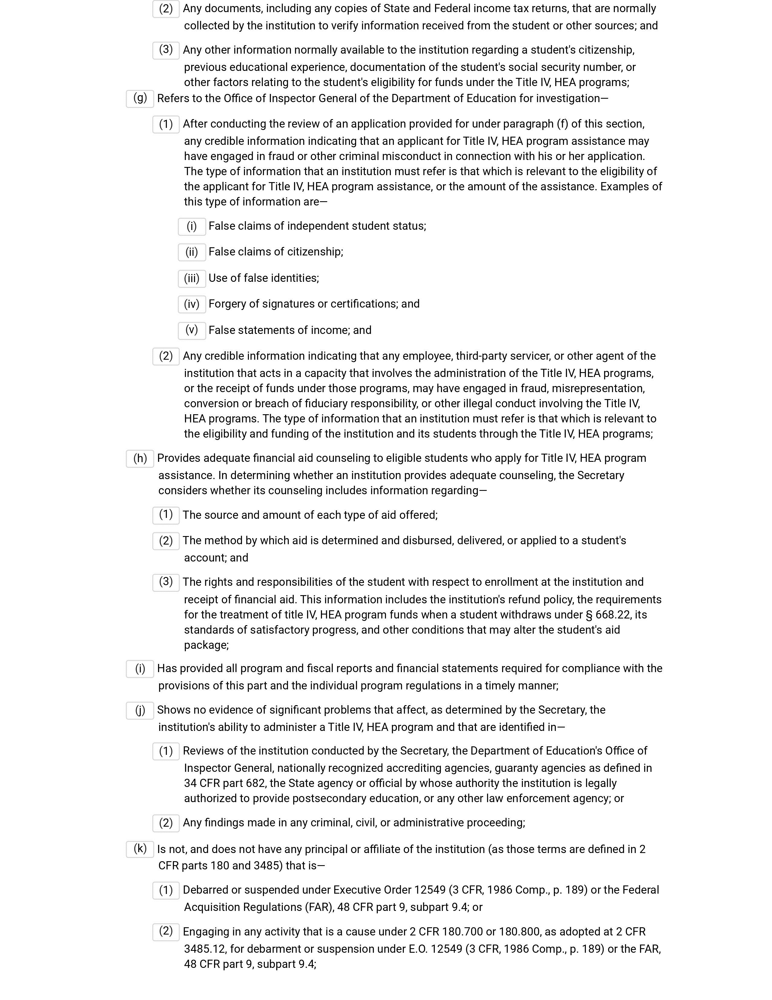 (2) Any documents, including any copies of State and Federal income tax returns, that are normally
collected by the institution to verify information received from the student or other sources; and
(3) Any other information normally available to the institution regarding a student's citizenship,
previous educational experience, documentation of the student's social security number, or
other factors relating to the student's eligibility for funds under the Title IV, HEA programs;
(g) Refers to the Office of Inspector General of the Department of Education for investigation—
(1) After conducting the review of an application provided for under paragraph (f) of this section,
any credible information indicating that an applicant for Title IV, HEA program assistance may
have engaged in fraud or other criminal misconduct in connection with his or her application.
The type of information that an institution must refer is that which is relevant to the eligibility of
the applicant for Title IV, HEA program assistance, or the amount of the assistance. Examples of
this type of information are—
(i) False claims of independent student status;
(ii) False claims of citizenship;
(iii) Use of false identities;
(iv) Forgery of signatures or certifications; and
(v) False statements of income; and
(2) Any credible information indicating that any employee, third-party servicer, or other agent of the
institution that acts in a capacity that involves the administration of the Title IV, HEA programs,
or the receipt of funds under those programs, may have engaged in fraud, misrepresentation,
conversion or breach of fiduciary responsibility, or other illegal conduct involving the Title IV,
HEA programs. The type of information that an institution must refer is that which is relevant to
the eligibility and funding of the institution and its students through the Title IV, HEA programs;
(h) Provides adequate financial aid counseling to eligible students who apply for Title IV, HEA program
assistance. In determining whether an institution provides adequate counseling, the Secretary
considers whether its counseling includes information regarding—
(1) The source and amount of each type of aid offered;
(2) The method by which aid is determined and disbursed, delivered, or applied to a student's
account; and
(3) The rights and responsibilities of the student with respect to enrollment at the institution and
receipt of financial aid. This information includes the institution's refund policy, the requirements
for the treatment of title IV, HEA program funds when a student withdraws under § 668.22, its
standards of satisfactory progress, and other conditions that may alter the student's aid
package;
(i) Has provided all program and fiscal reports and financial statements required for compliance with the
provisions of this part and the individual program regulations in a timely manner;
(j) Shows no evidence of significant problems that affect, as determined by the Secretary, the
institution's ability to administer a Title IV, HEA program and that are identified in—
(1) Reviews of the institution conducted by the Secretary, the Department of Education's Office of
Inspector General, nationally recognized accrediting agencies, guaranty agencies as defined in
34 CFR part 682, the State agency or official by whose authority the institution is legally
authorized to provide postsecondary education, or any other law enforcement agency; or
(2) Any findings made in any criminal, civil, or administrative proceeding;
(k) Is not, and does not have any principal or affiliate of the institution (as those terms are defined in 2
CFR parts 180 and 3485) that is—
(1) Debarred or suspended under Executive Order 12549 (3 CFR, 1986 Comp., p. 189) or the Federal
Acquisition Regulations (FAR), 48 CFR part 9, subpart 9.4; or
(2) Engaging in any activity that is a cause under 2 CFR 180.700 or 180.800, as adopted at 2 CFR
3485.12, for debarment or suspension under E.O. 12549 (3 CFR, 1986 Comp., p. 189) or the FAR,
48 CFR part 9, subpart 9.4;